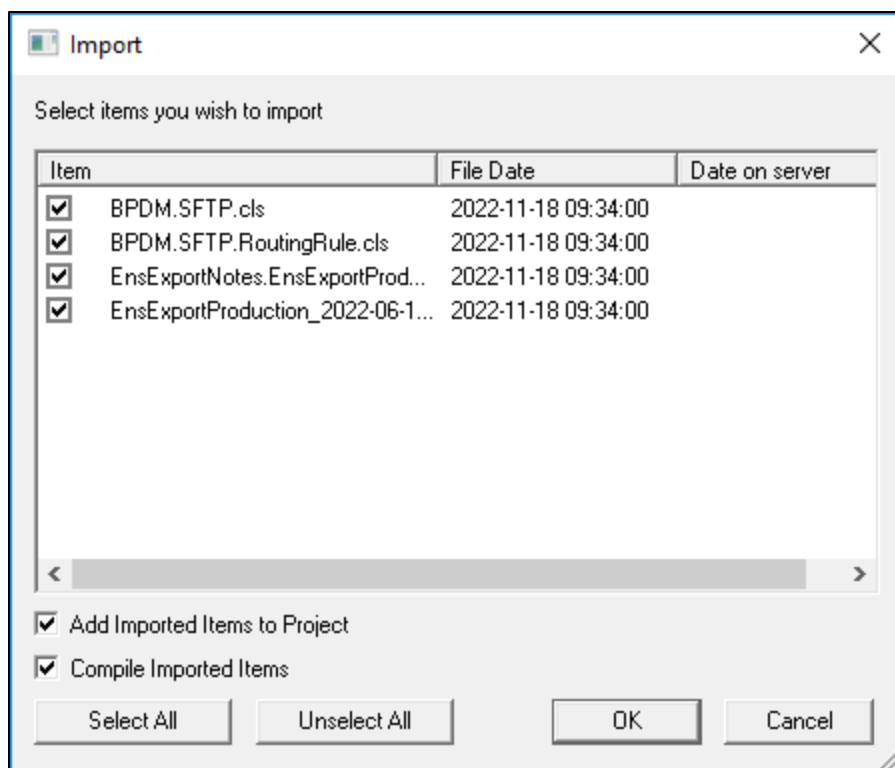 Import
Select items you wish to import
Item File Date Date on server
BPDM.SFTP.cls 2022-11-18 09:34:00
BPDM.SFTP.RoutingRule.cls 2022-11-18 09:34:00
EnsExportNotes.EnsExportProd... 2022-11-18 09:34:00
EnsExportProduction_2022-06-1... 2022-11-18 09:34:00
Add Imported Items to Project
Compile Imported Items
Select All Unselect All OK Cancel